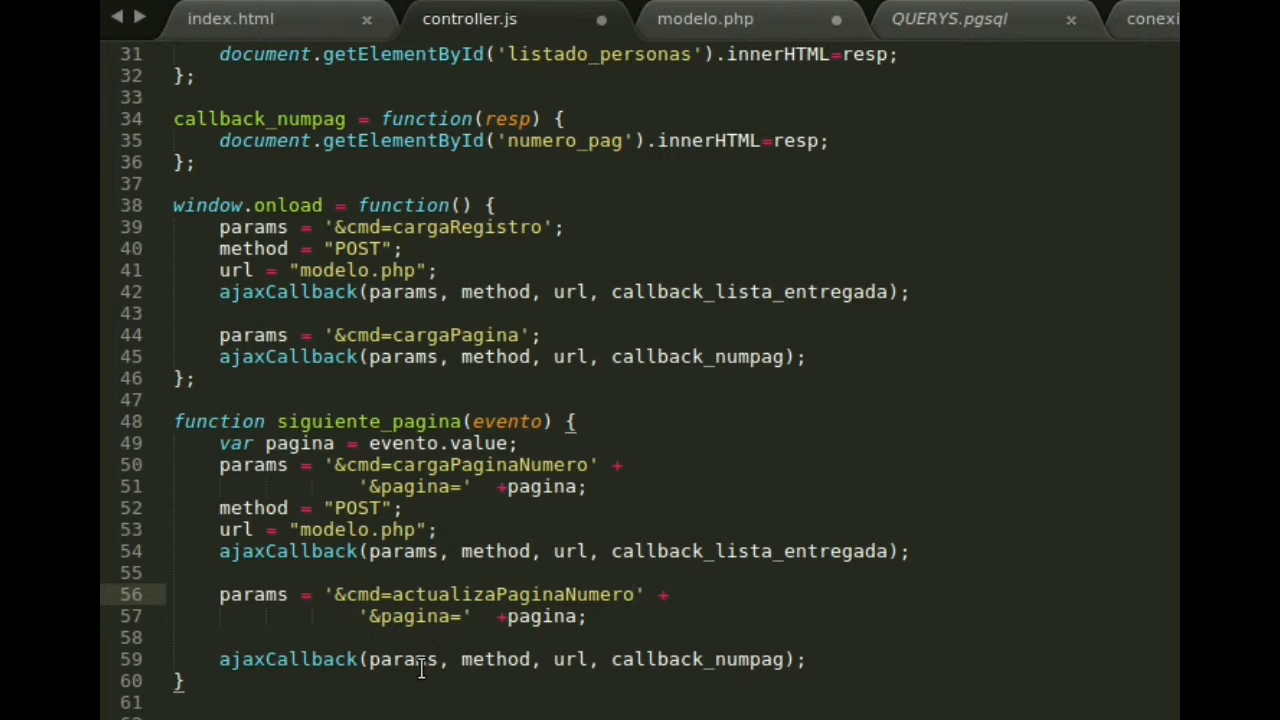 index.html × controller.js modelo.php QUERYS.pgsql × conexi
31 document.getElementById('listado_personas').innerHTML=resp;
32 };
33
34 callback_numpag = function(resp) {
35 document.getElementById('numero_pag').innerHTML=resp;
36 };
37
38 window.onload = function() {
39 params = '&cmd=cargaRegistro';
40 method = "POST";
41 url = "modelo.php";
42 ajaxCallback(params, method, url, callback_lista_entregada);
43
44 params = '&cmd=cargaPagina';
45 ajaxCallback(params, method, url, callback_numpag);
46 };
47
48 function siguiente_pagina(evento) {
49 var pagina = evento.value;
50 params = '&cmd=cargaPaginaNumero' +
51 '&pagina=' +pagina;
52 method = "POST";
53 url = "modelo.php";
54 ajaxCallback(params, method, url, callback_lista_entregada);
55
56 params = '&cmd=actualizaPaginaNumero' +
57 '&pagina=' +pagina;
58
59 ajaxCallback(params, method, url, callback_numpag);
60 }
61